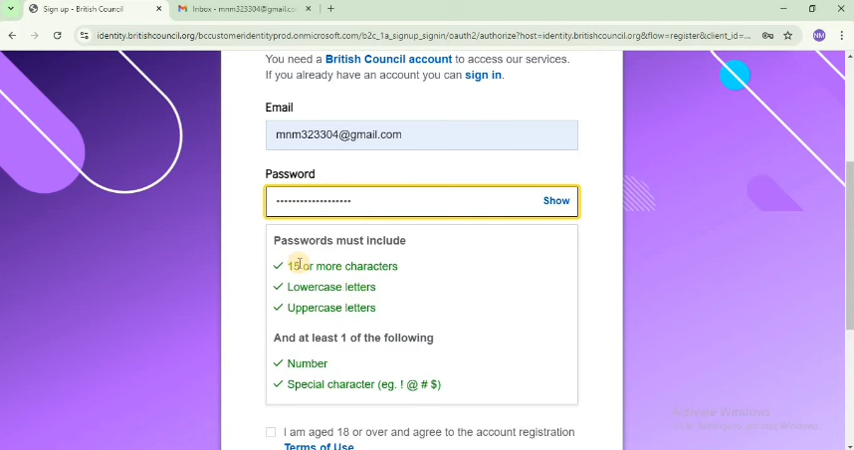 Sign up - British Council
Inbox - mnm323304@gmail.co
identity.britishcouncil.org/bccustomeridentityprod.onmicrosoft.com/b2c_1a_signup_signin/oauth2/authorize?host=identity.britishcouncil.org&flow=register&client_id=...
NM
You need a British Council account to access our services.
If you already have an account you can sign in.
Email
mnm323304@gmail.com
Password
Show
Passwords must include
15 or more characters
Lowercase letters
Uppercase letters
And at least 1 of the following
Number
Special character (eg. ! @ # $)
Activate Windows
I am aged 18 or over and agree to the account registration
Terms of Use